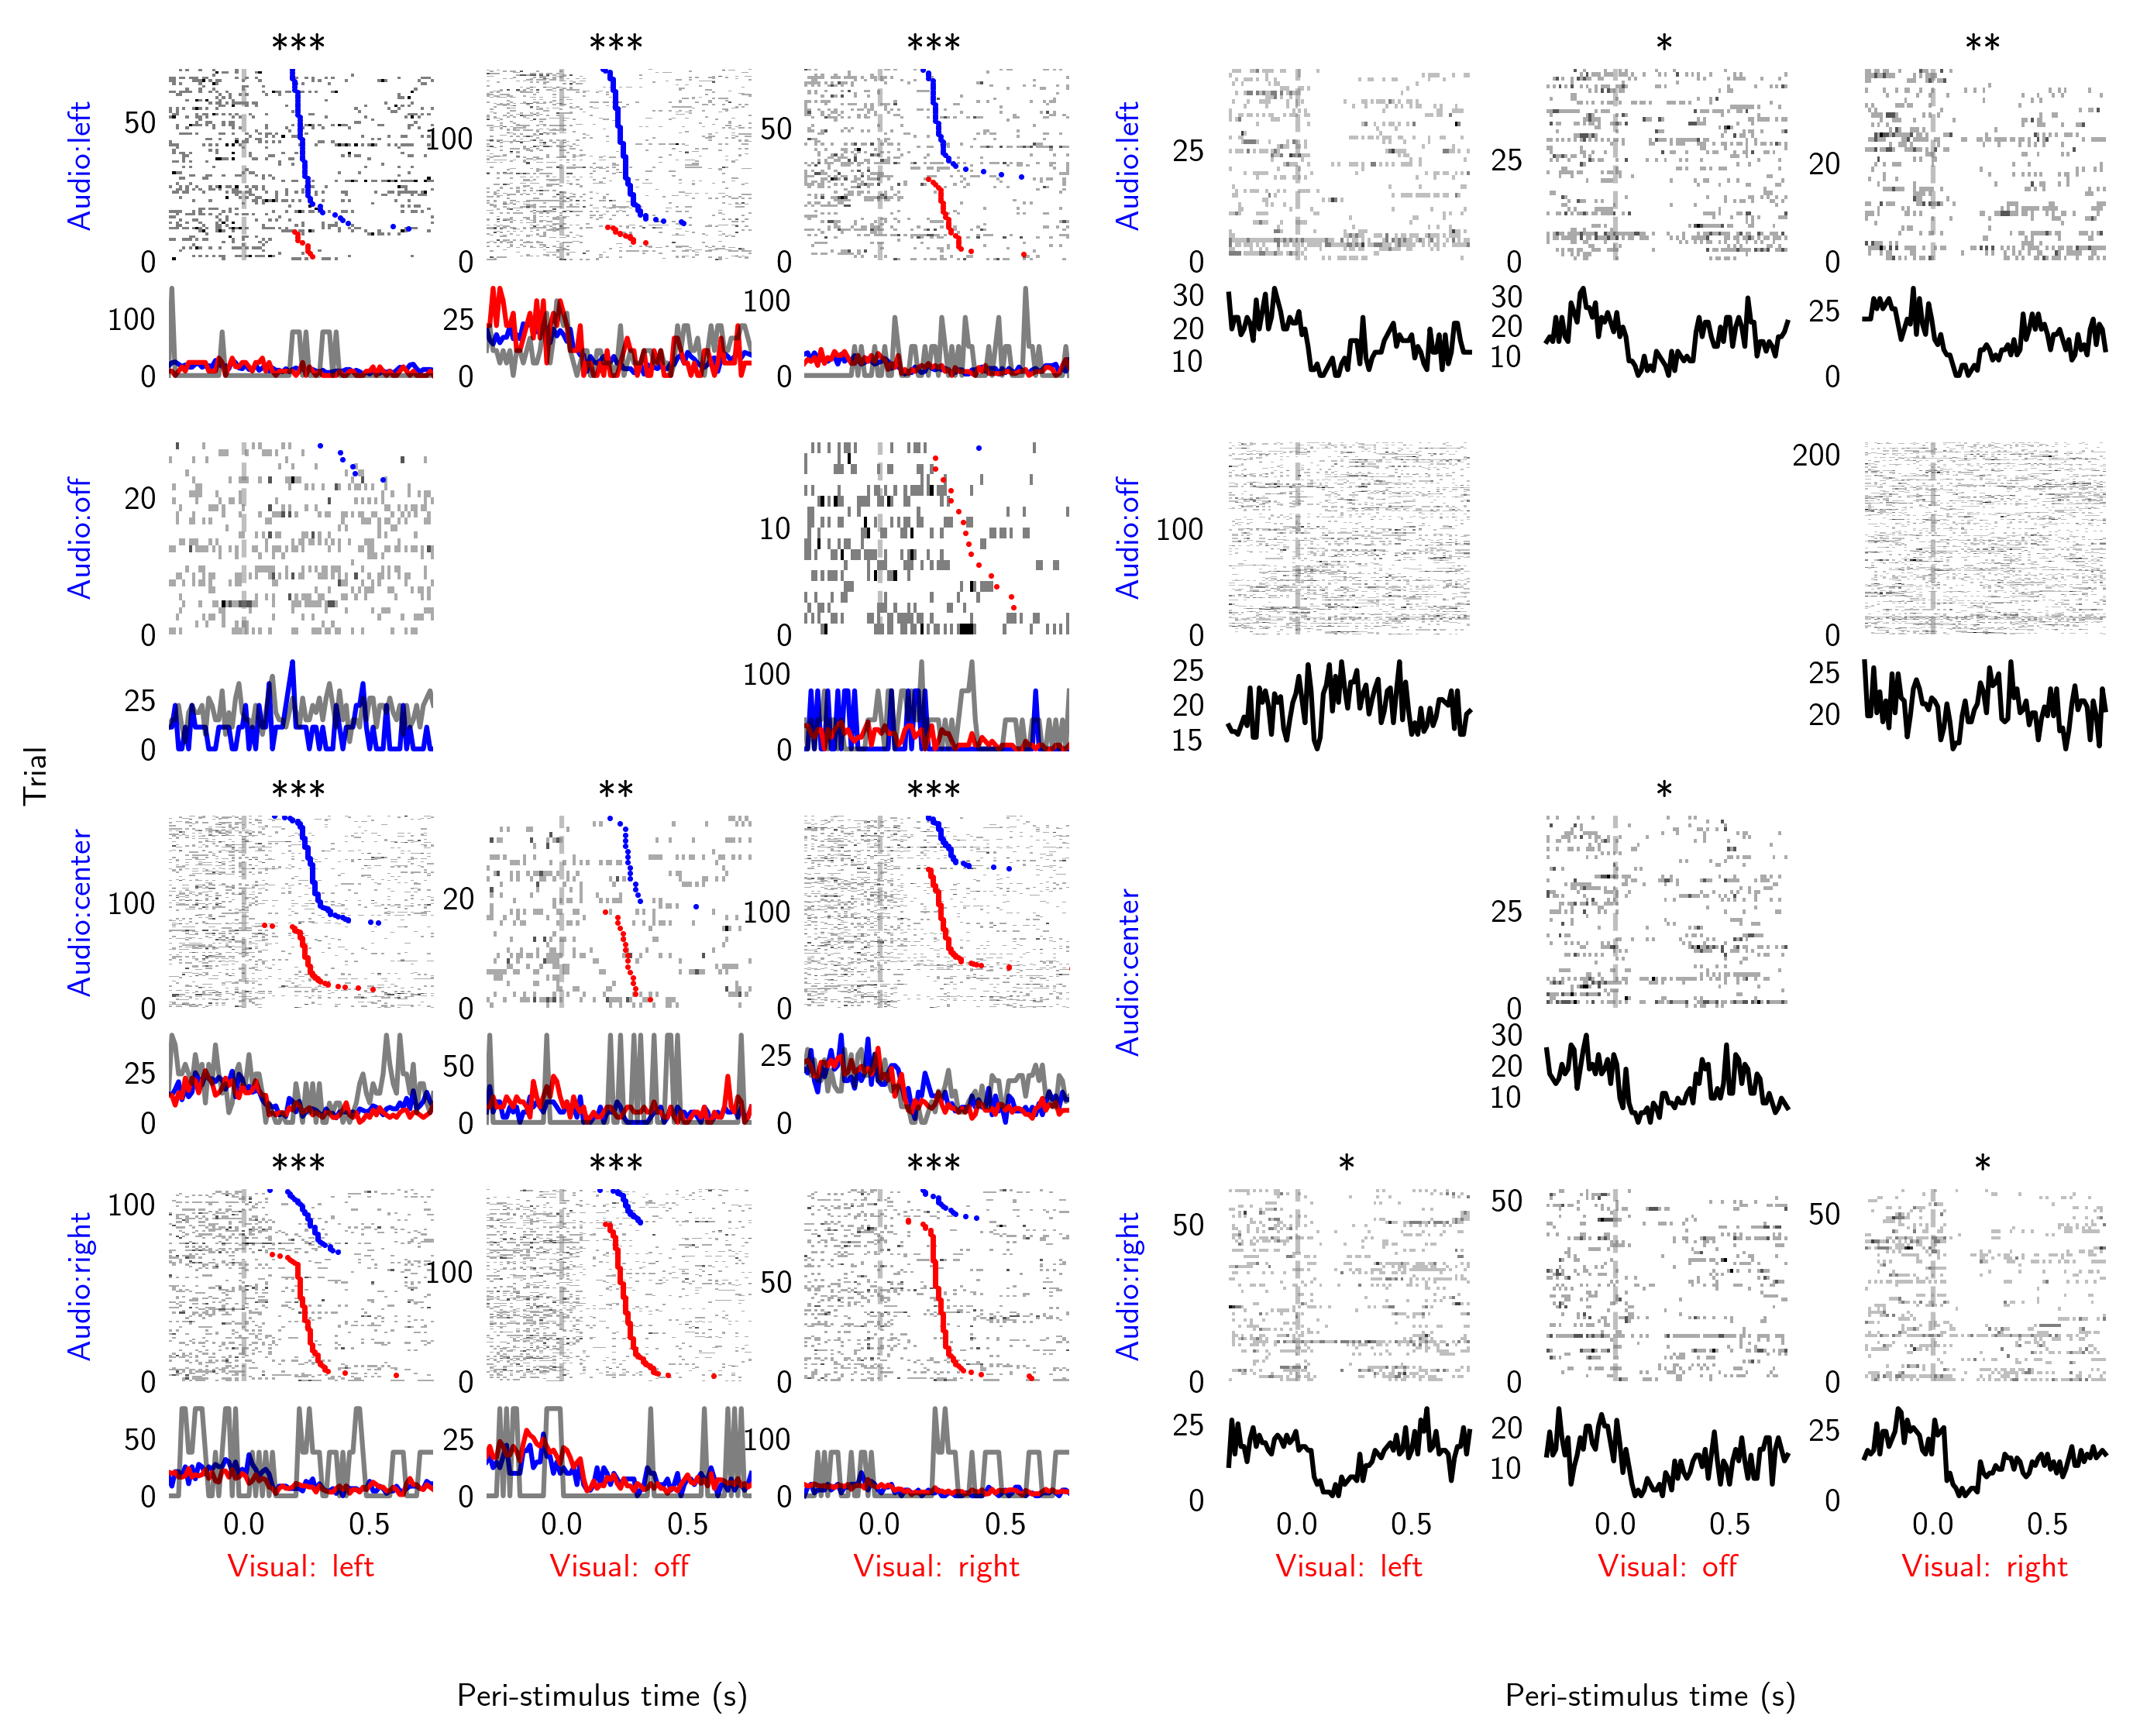 *** *** *** * **
Audio:left 50 0 100 0 50 0 Audio:left 25 0 25 0 20 0
100 0 25 0 100 0 30 20 10 30 20 10 25 0
Audio:off 20 0 10 0 Audio:off 100 0 200 0
25 0 100 0 25 20 15 25 20
Trial
*** ** *** *
Audio:center 100 0 20 0 100 0 Audio:center 25 0
25 0 50 0 25 0 30 20 10
*** *** *** * *
Audio:right 100 0 100 0 50 0 Audio:right 50 0 50 0 50 0
50 0 25 0 100 0 25 0 20 10 25 0
0.0 0.5 0.0 0.5 0.0 0.5 0.0 0.5 0.0 0.5 0.0 0.5
Visual: left Visual: off Visual: right Visual: left Visual: off Visual: right
Peri-stimulus time (s) Peri-stimulus time (s)